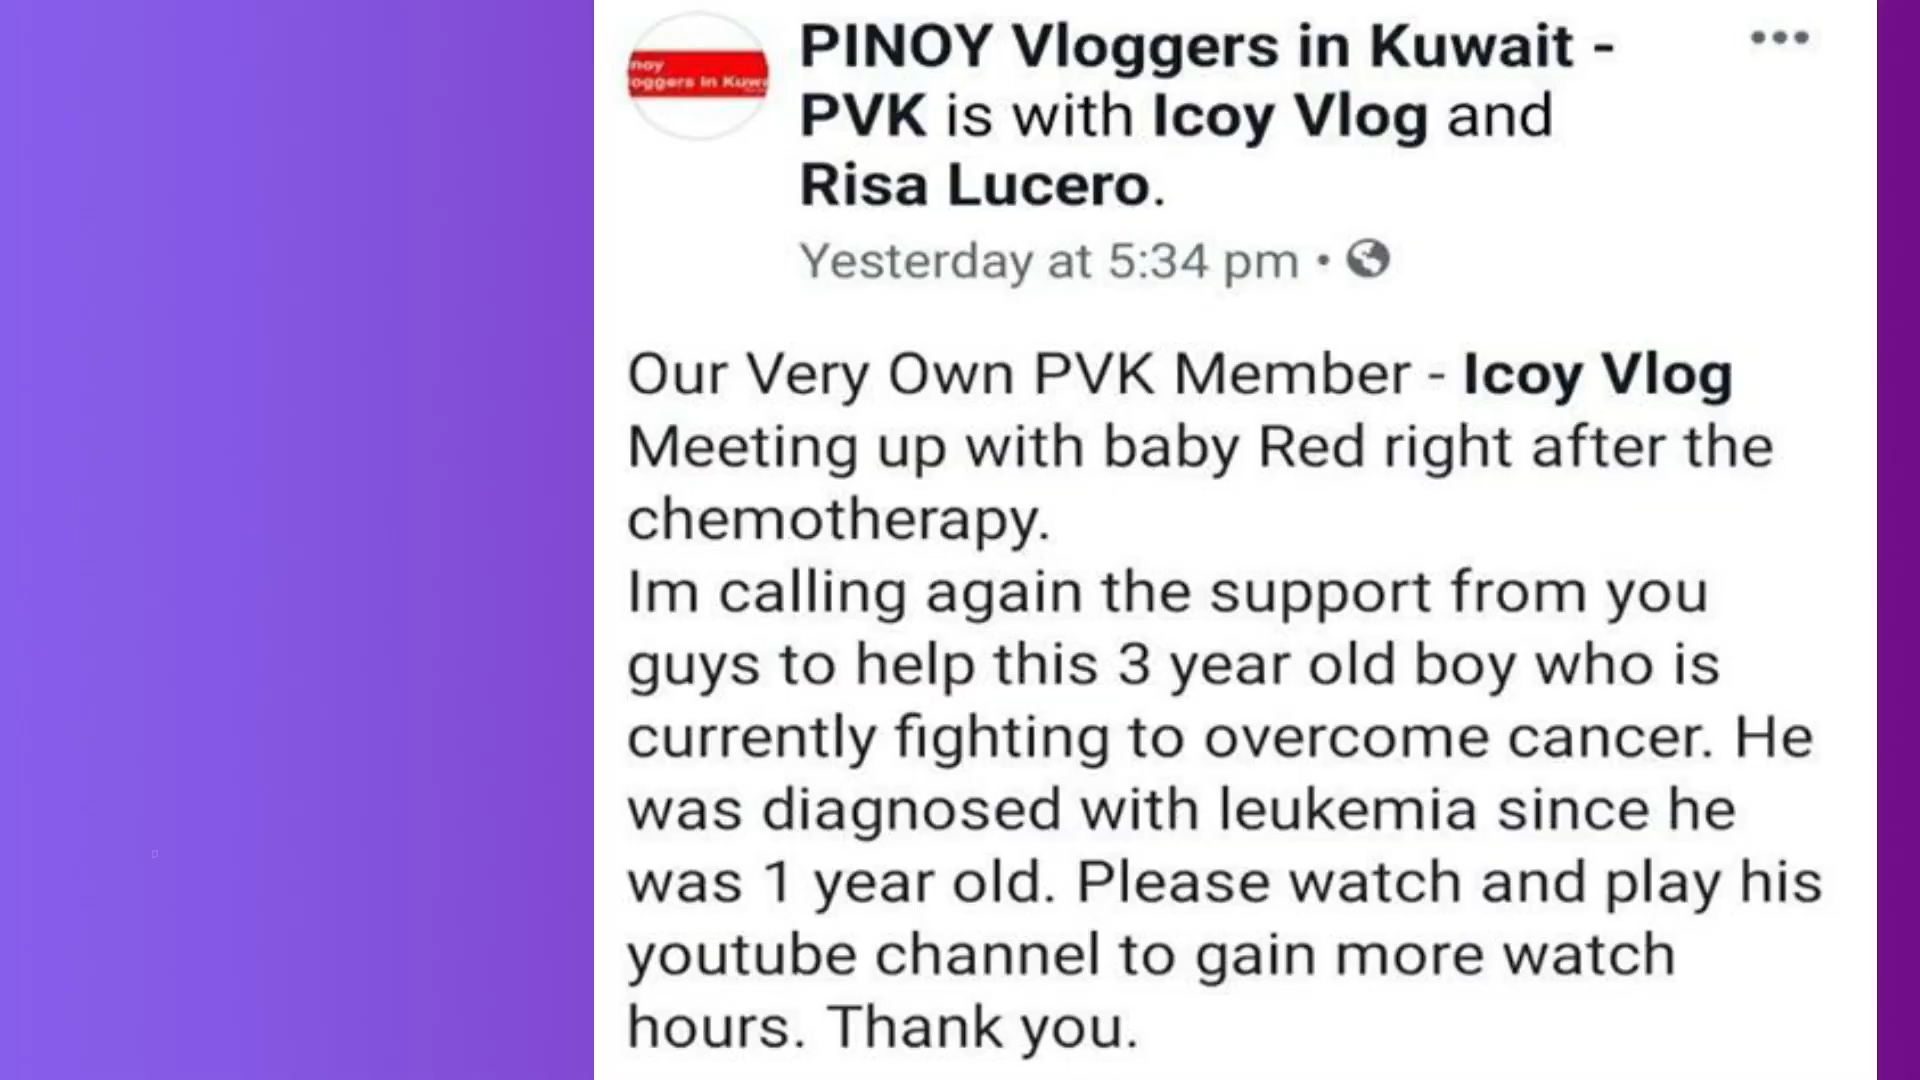 noy
oggers In Kuwa
PINOY Vloggers in Kuwait -
PVK is with Icoy Vlog and
Risa Lucero.
Yesterday at 5:34 pm •
Our Very Own PVK Member - Icoy Vlog
Meeting up with baby Red right after the
chemotherapy.
Im calling again the support from you
guys to help this 3 year old boy who is
currently fighting to overcome cancer. He
was diagnosed with leukemia since he
was 1 year old. Please watch and play his
youtube channel to gain more watch
hours. Thank you.